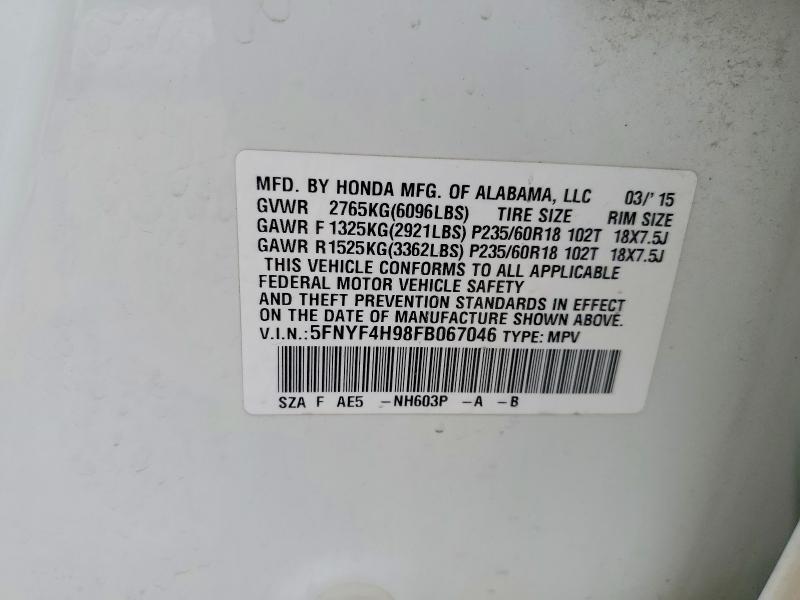 MFD. BY HONDA MFG. OF ALABAMA, LLC 03/'15
GVWR 2765KG(6096LBS) TIRE SIZE RIM SIZE
GAWR F 1325KG(2921LBS) P235/60R18 102T 18X7.5J
GAWR R1525KG(3362LBS) P235/60R18 102T 18X7.5J
THIS VEHICLE CONFORMS TO ALL APPLICABLE
FEDERAL MOTOR VEHICLE SAFETY
AND THEFT PREVENTION STANDARDS IN EFFECT
ON THE DATE OF MANUFACTURE SHOWN ABOVE.
V.I.N.:5FNYF4H98FB067046 TYPE: MPV
SZA F AE5 -NH603P -A -B